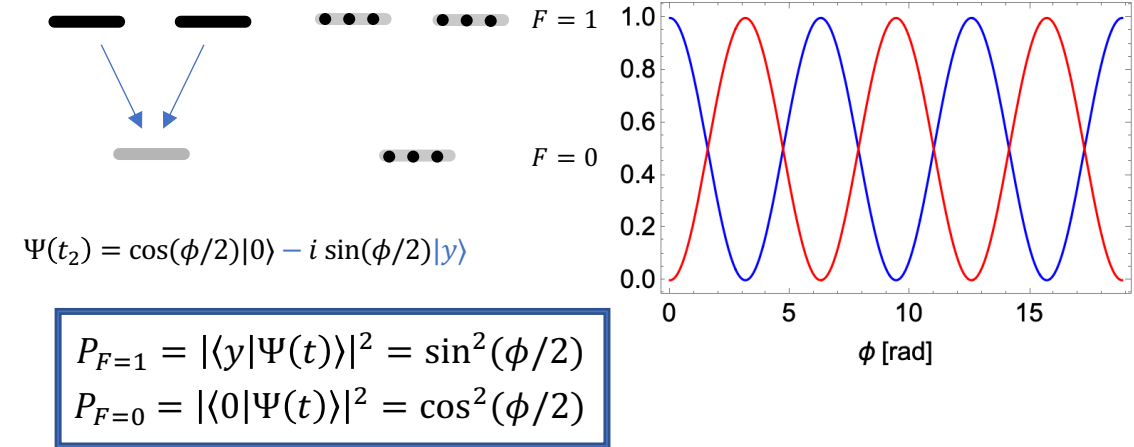 F = 1
F = 0
Ψ(t₂) = cos(ϕ/2)|0⟩ − i sin(ϕ/2)|y⟩
P_{F=1} = |⟨y|Ψ(t)⟩|² = sin²(ϕ/2)
P_{F=0} = |⟨0|Ψ(t)⟩|² = cos²(ϕ/2)
1.0
0.8
0.6
0.4
0.2
0.0
0 5 10 15
ϕ [rad]